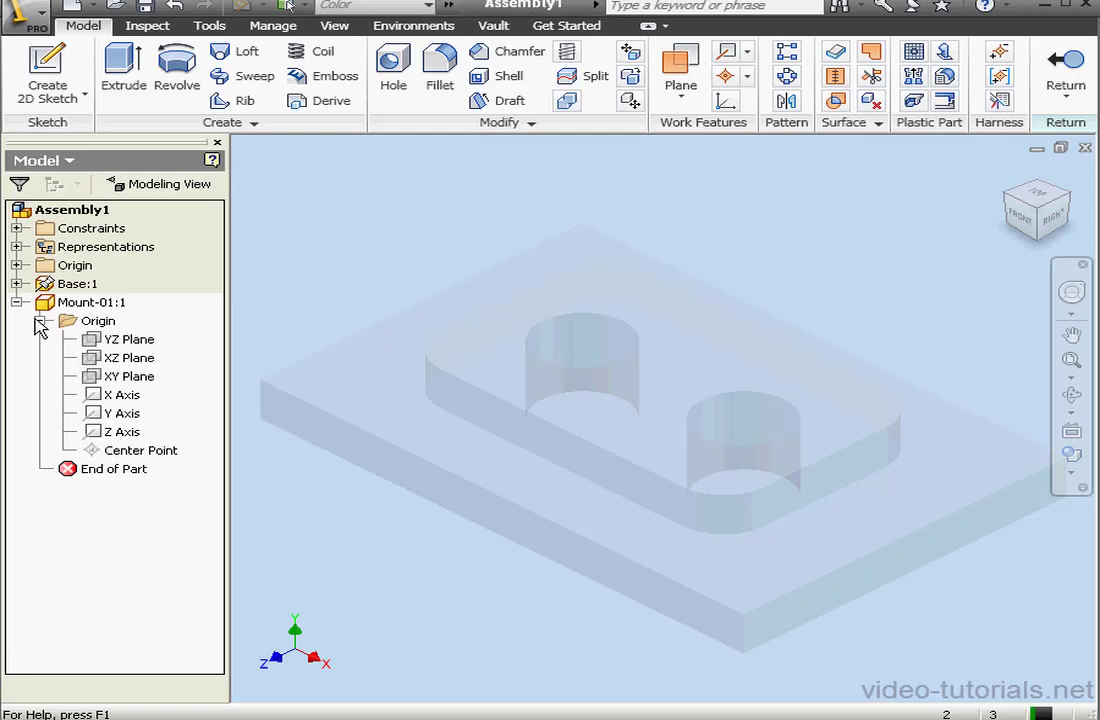 Color
Assembly1
Type a keyword or phrase
PRO
Model
Inspect
Tools
Manage
View
Environments
Vault
Get Started
Create
2D Sketch
Extrude
Revolve
Loft
Sweep
Rib
Coil
Emboss
Derive
Hole
Fillet
Chamfer
Shell
Draft
Split
Plane
Return
Sketch
Create
Modify
Work Features
Pattern
Surface
Plastic Part
Harness
Return
Model
Modeling View
Assembly1
Constraints
Representations
Origin
Base:1
Mount-01:1
Origin
YZ Plane
XZ Plane
XY Plane
X Axis
Y Axis
Z Axis
Center Point
End of Part
TOP
FRONT
RIGHT
Y
Z
X
video-tutorials.net
For Help, press F1
2
3